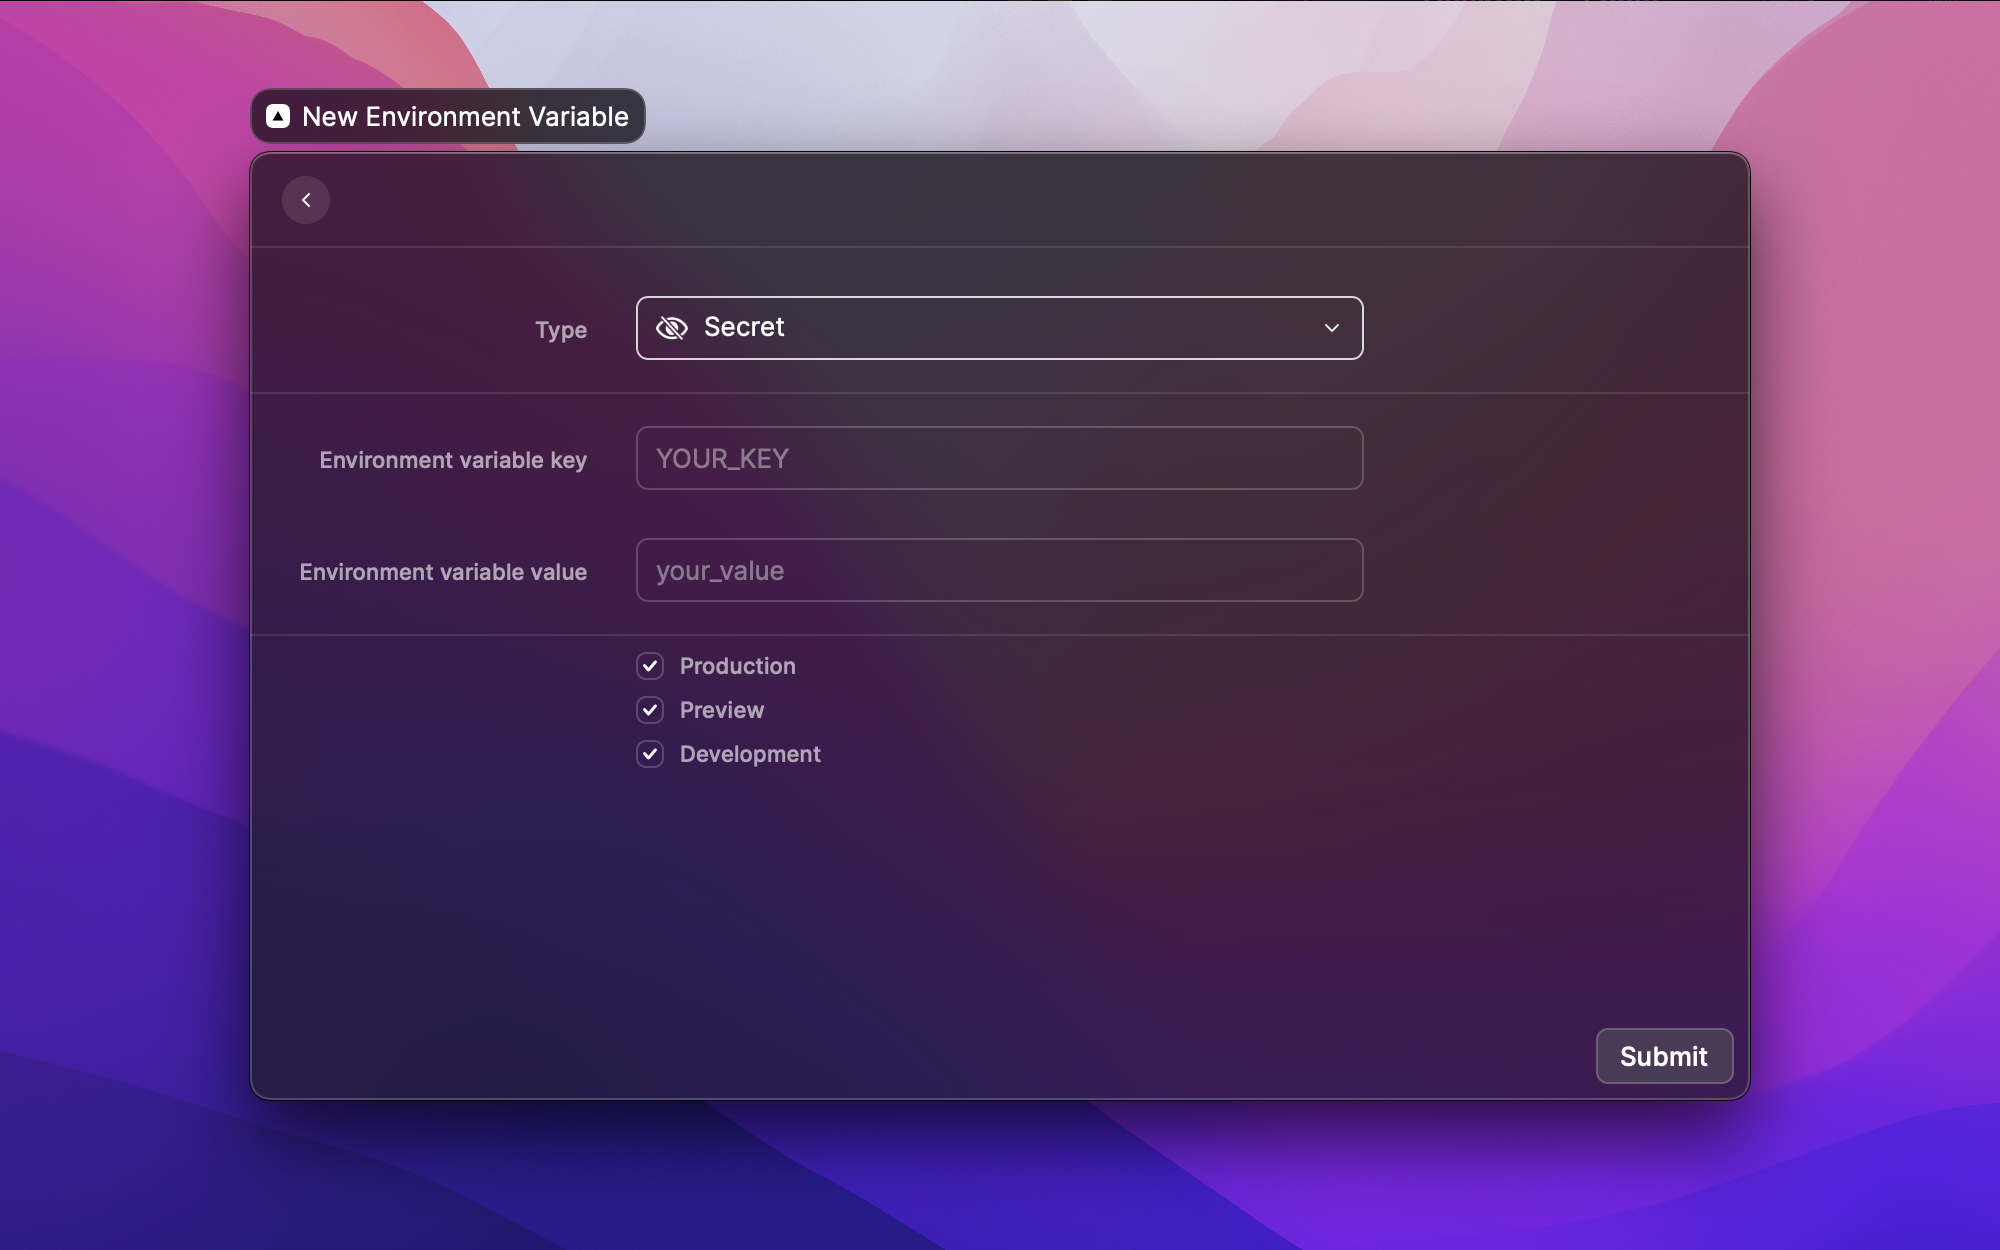 New Environment Variable
Type
Secret
Environment variable key
YOUR_KEY
Environment variable value
your_value
Production
Preview
Development
Submit